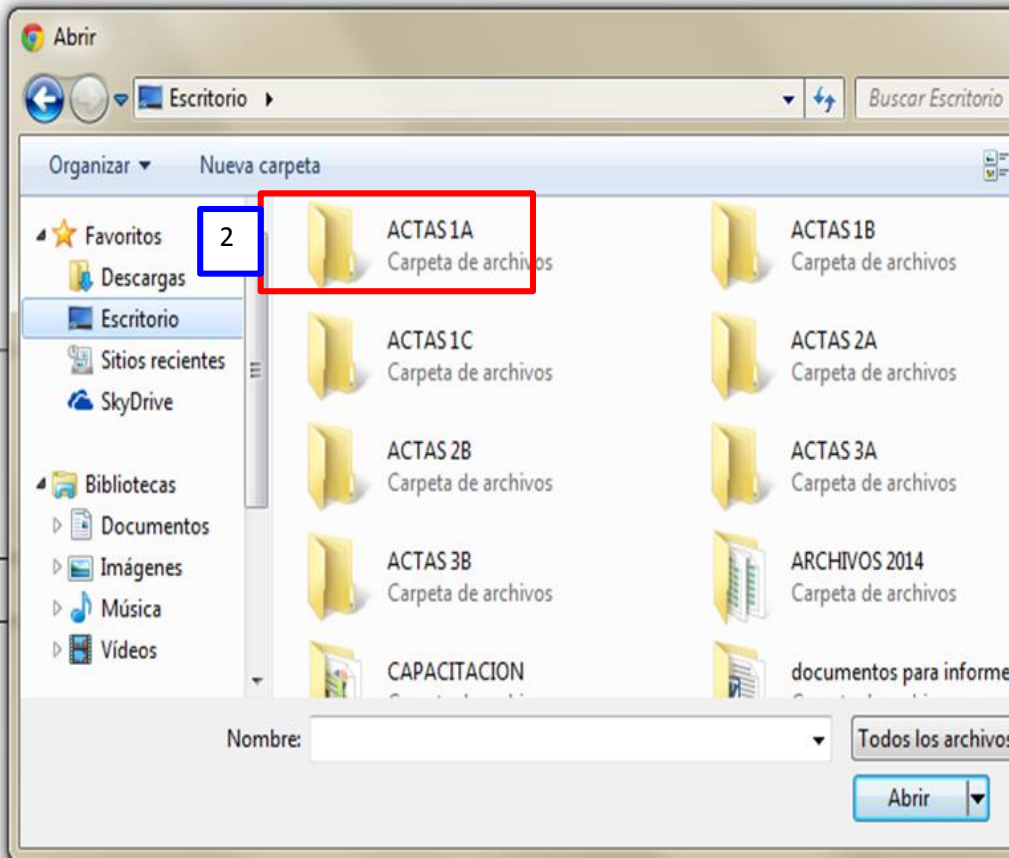 Abrir
Escritorio
Buscar Escritorio
Organizar
Nueva carpeta
Favoritos
Descargas
Escritorio
Sitios recientes
SkyDrive
Bibliotecas
Documentos
Imágenes
Música
Vídeos
2
ACTAS 1A
Carpeta de archivos
ACTAS 1B
Carpeta de archivos
ACTAS 1C
Carpeta de archivos
ACTAS 2A
Carpeta de archivos
ACTAS 2B
Carpeta de archivos
ACTAS 3A
Carpeta de archivos
ACTAS 3B
Carpeta de archivos
ARCHIVOS 2014
Carpeta de archivos
CAPACITACION
documentos para informe
Nombre:
Todos los archivos
Abrir